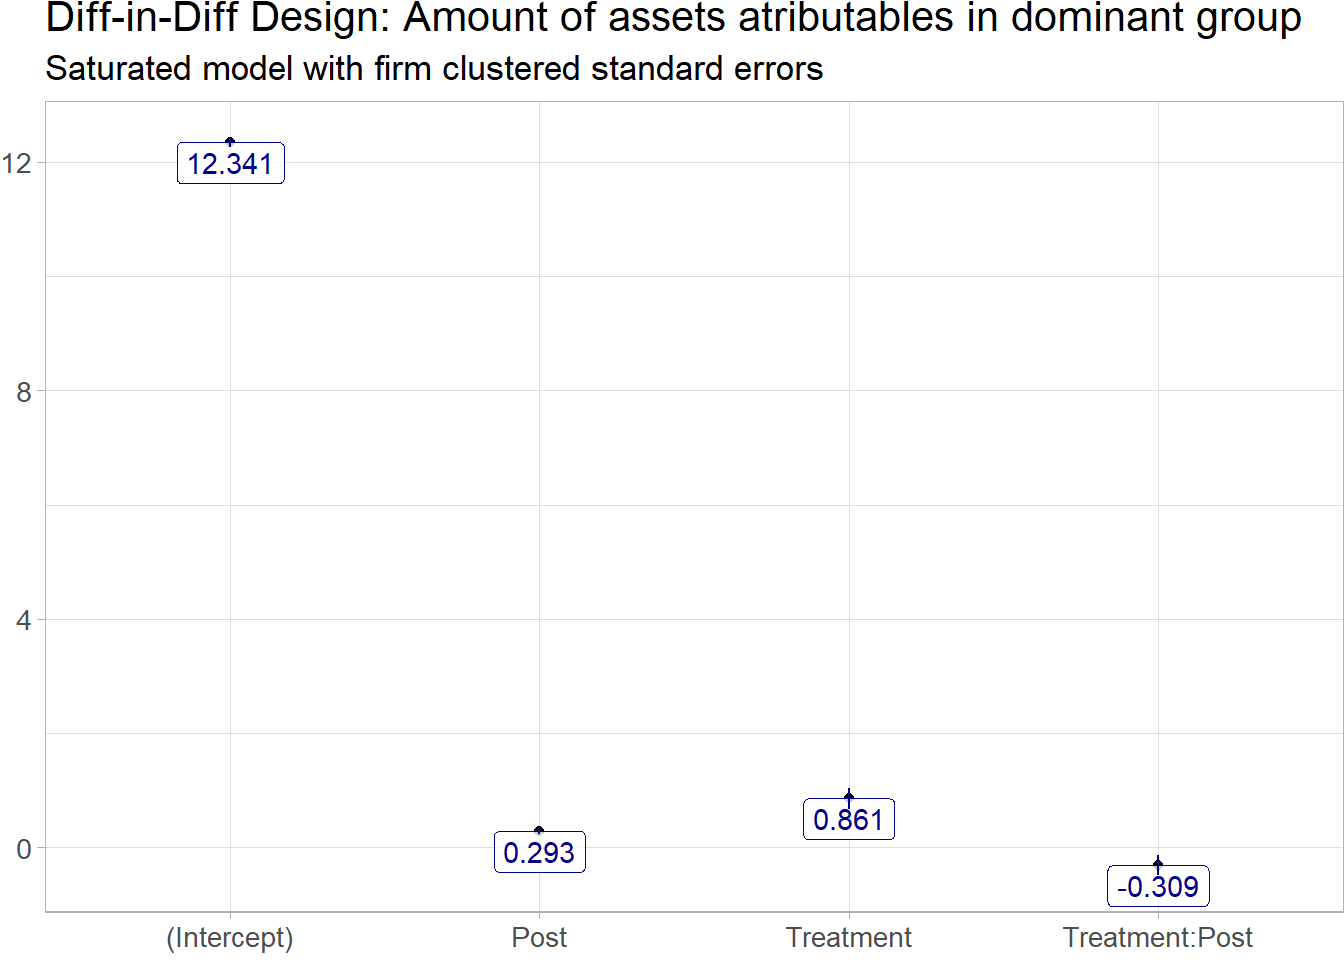 Diff-in-Diff Design: Amount of assets atributables in dominant group
Saturated model with firm clustered standard errors
12
12.341
8
4
0.861
0
0.293
-0.309
(Intercept) Post Treatment Treatment:Post